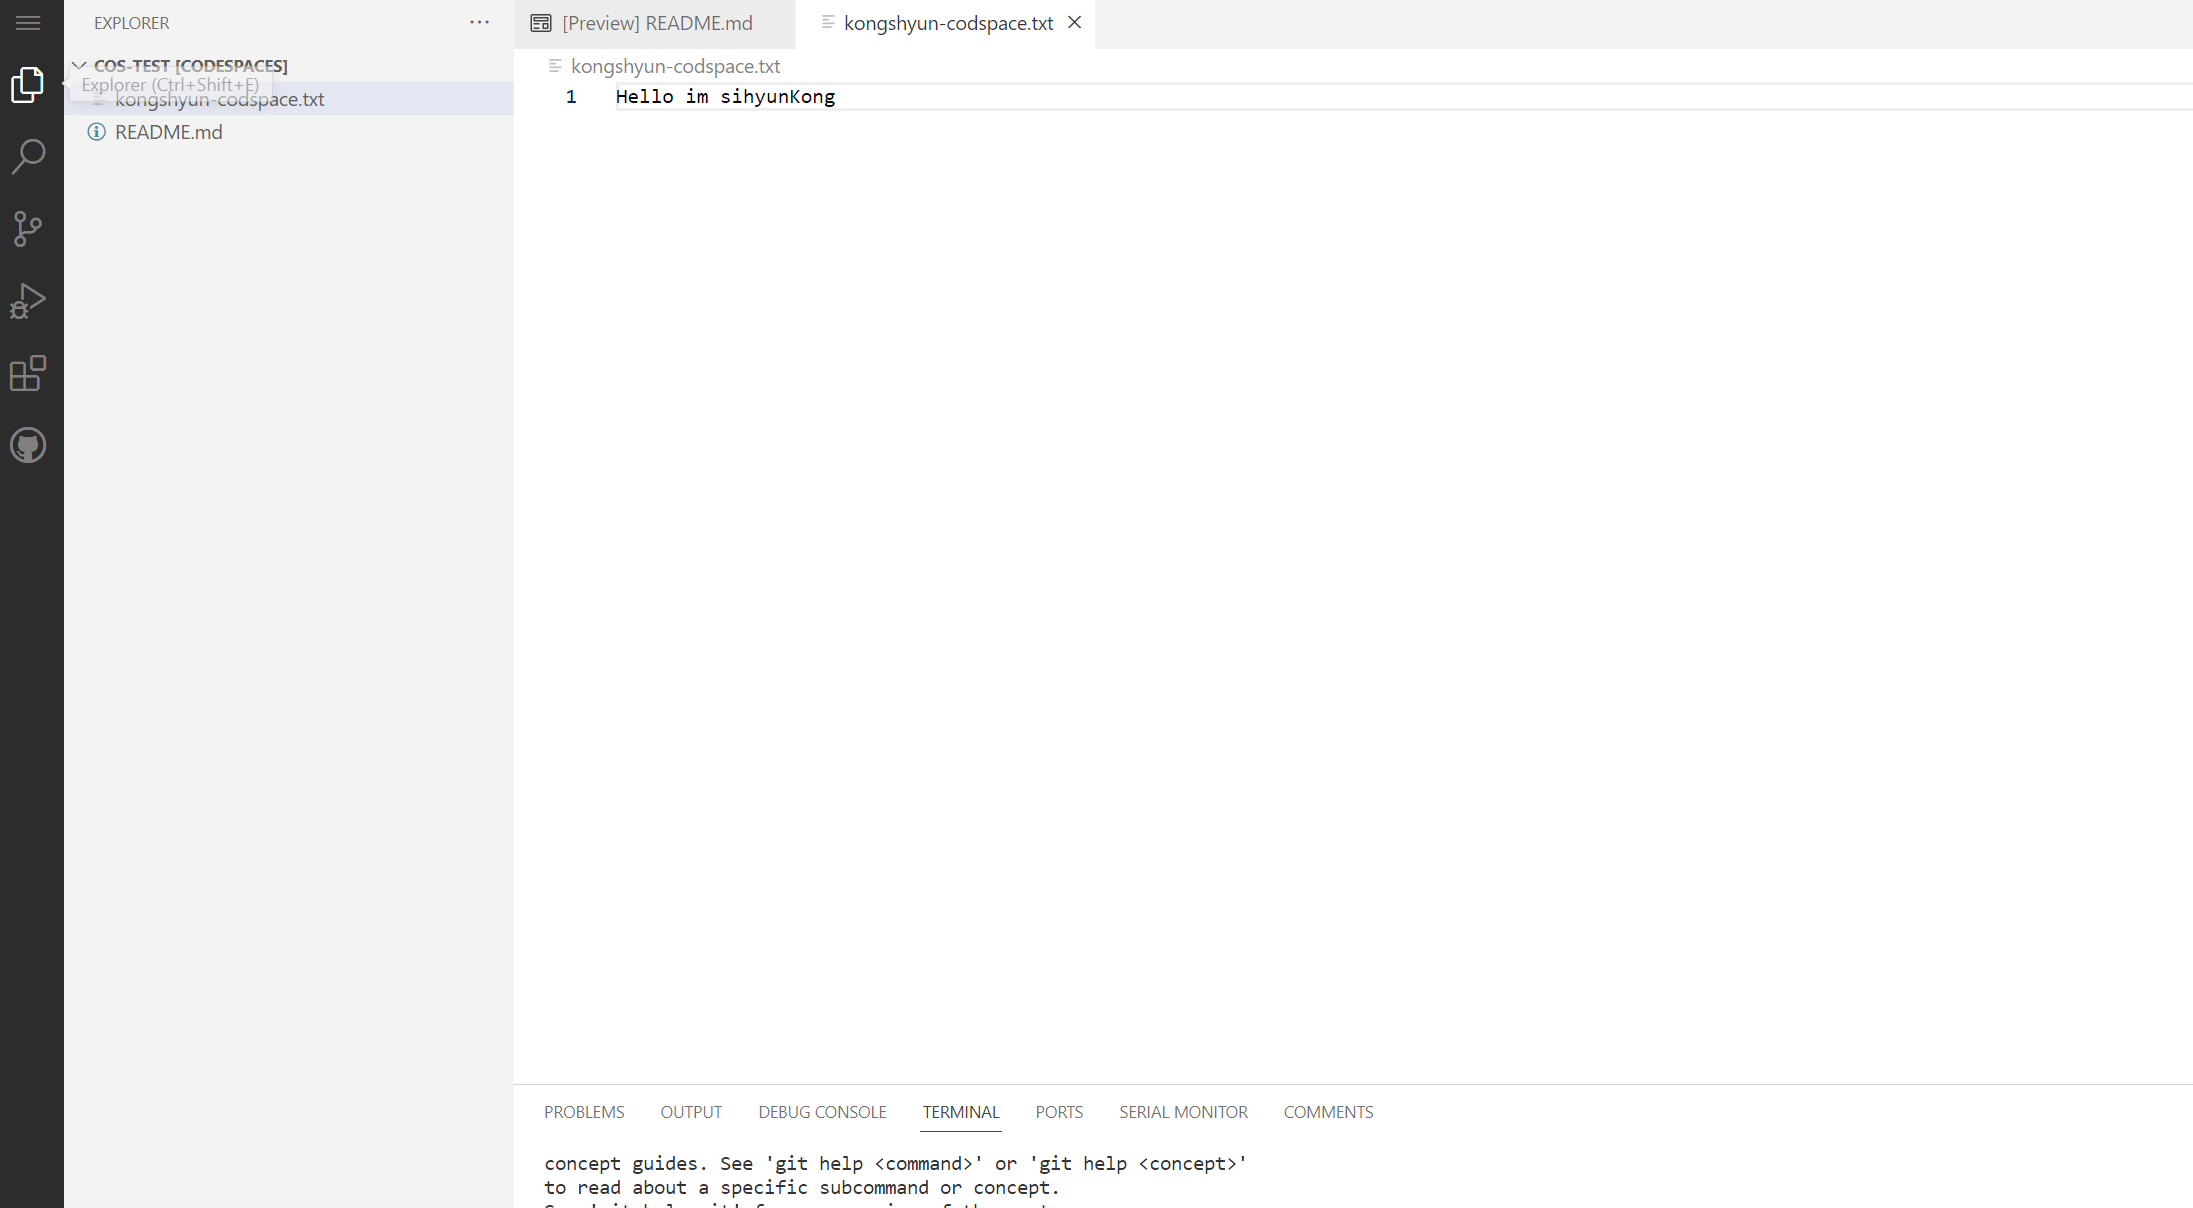 EXPLORER
COS-TEST [CODESPACES]
Explorer (Ctrl+Shift+E)
kongshyun-codspace.txt
README.md
[Preview] README.md
kongshyun-codspace.txt
kongshyun-codspace.txt
1 Hello im sihyunKong
PROBLEMS OUTPUT DEBUG CONSOLE TERMINAL PORTS SERIAL MONITOR COMMENTS
concept guides. See 'git help <command>' or 'git help <concept>'
to read about a specific subcommand or concept.